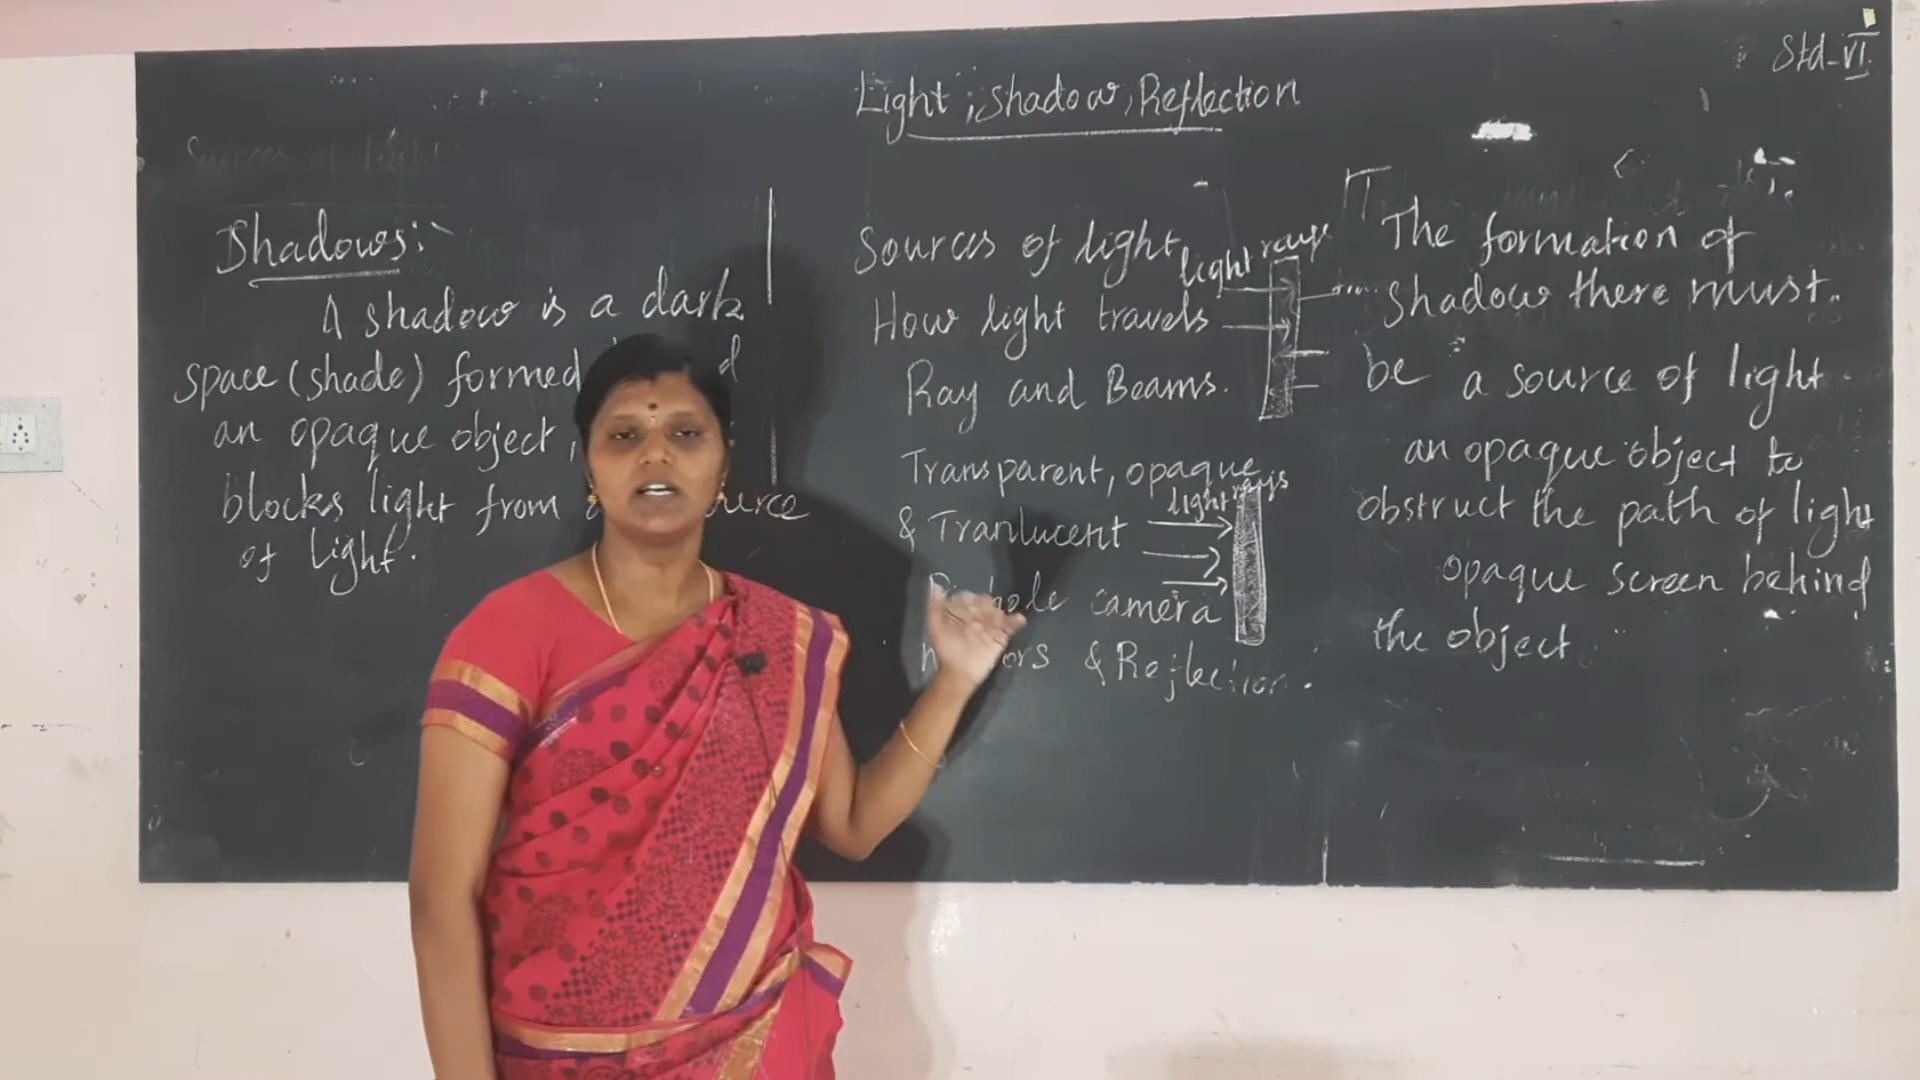 Std-VI
Light, shadow, Reflection
Sources of light
Shadows:-
A shadow is a dark
space (shade) formed
an opaque object,
blocks light from
of light.
Sources of light
How light travels
Ray and Beams.
Transparent, opaque
& Tranlucent
camera
& Reflection.
light rays
light rays
The formation of
shadow there must
be a source of light
an opaque object to
obstruct the path of light
opaque screen behind
the object